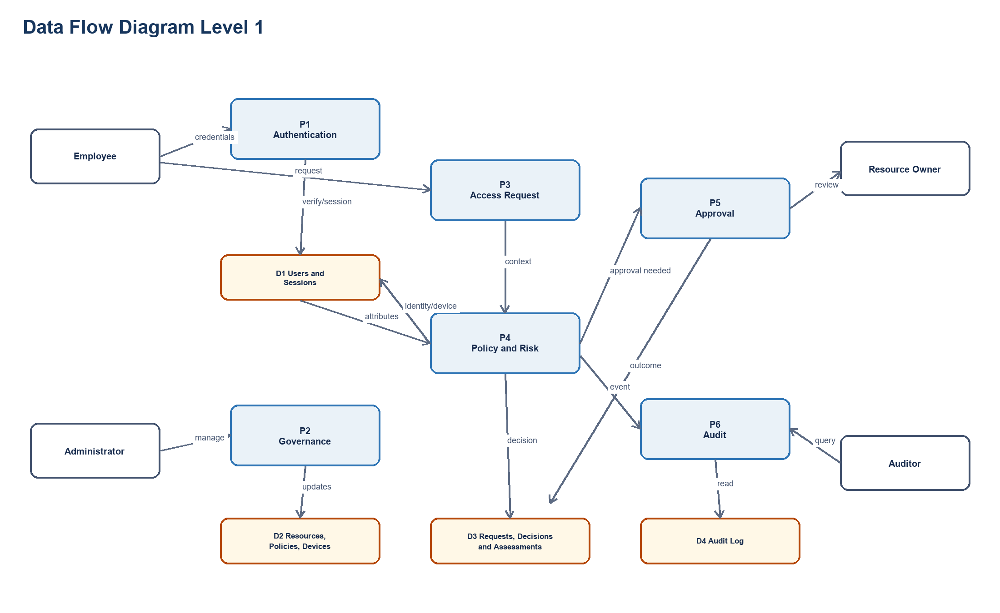 Data Flow Diagram Level 1
P1
Authentication
credentials
Employee
request
P3
Access Request
Resource Owner
review
P5
Approval
verify/session
context
approval needed
D1 Users and
Sessions
identity/device
attributes
P4
Policy and Risk
outcome
event
P2
Governance
manage
Administrator
decision
P6
Audit
query
Auditor
updates
read
D2 Resources,
Policies, Devices
D3 Requests, Decisions
and Assessments
D4 Audit Log